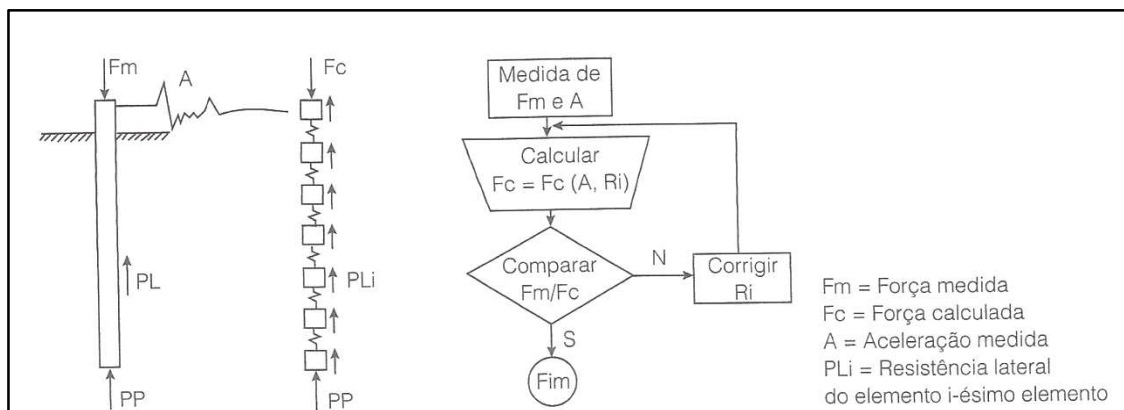 Fm
A
Fc
PL
PLi
PP
PP
Medida de
Fm e A
Calcular
Fc = Fc (A, Ri)
Comparar
Fm/Fc
N
Corrigir
Ri
S
Fim
Fm = Força medida
Fc = Força calculada
A = Aceleração medida
PLi = Resistência lateral
do elemento i-ésimo elemento